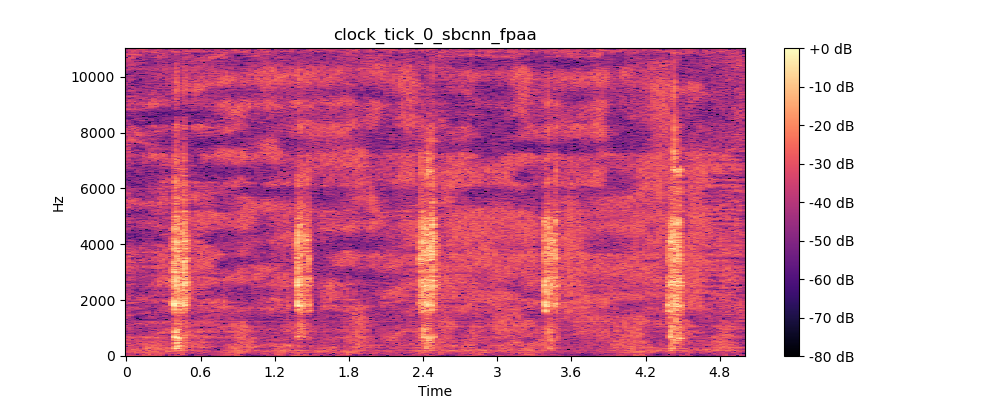 clock_tick_0_sbcnn_fpaa
Hz
10000
8000
6000
4000
2000
0
0 0.6 1.2 1.8 2.4 3 3.6 4.2 4.8
Time
+0 dB
-10 dB
-20 dB
-30 dB
-40 dB
-50 dB
-60 dB
-70 dB
-80 dB